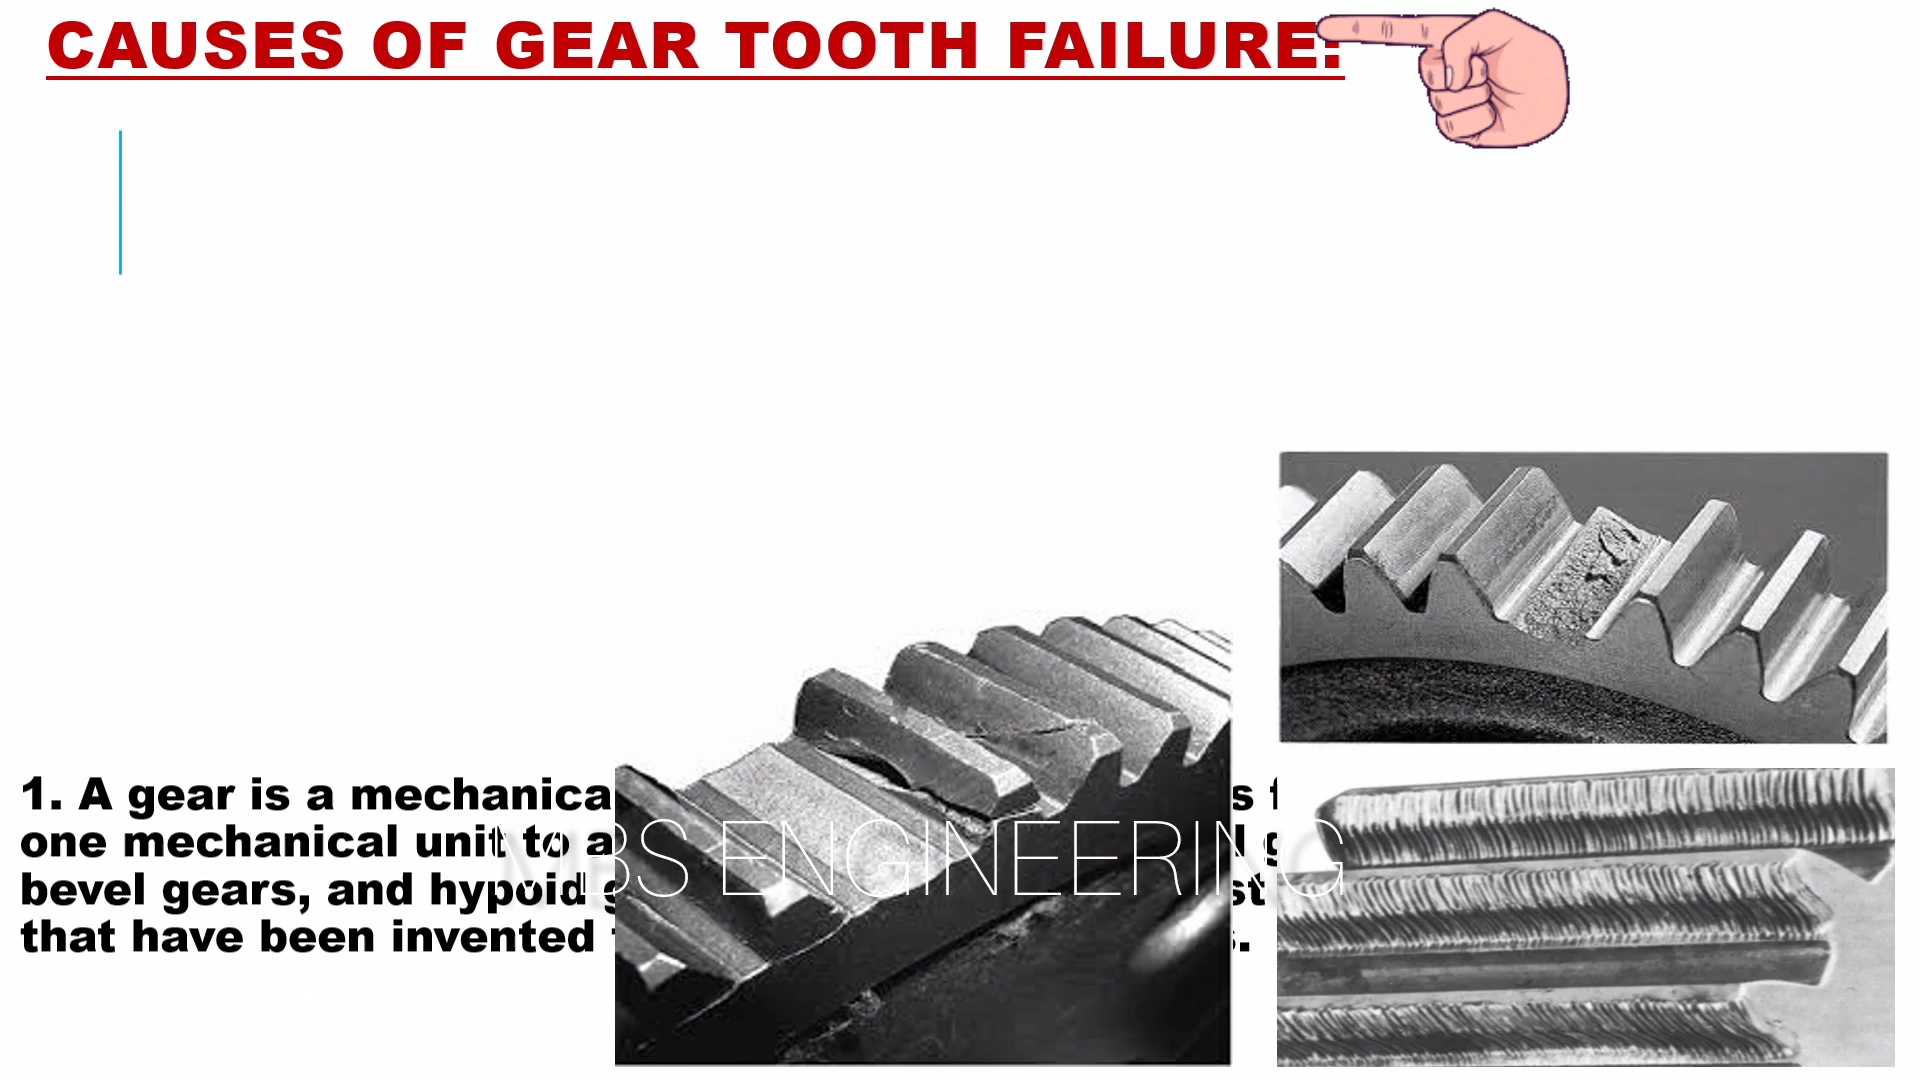 CAUSES OF GEAR TOOTH FAILURE:
1. A gear is a
one mechanical unit to
bevel gears, and hypoid
that have been invented
MBS ENGINEERING